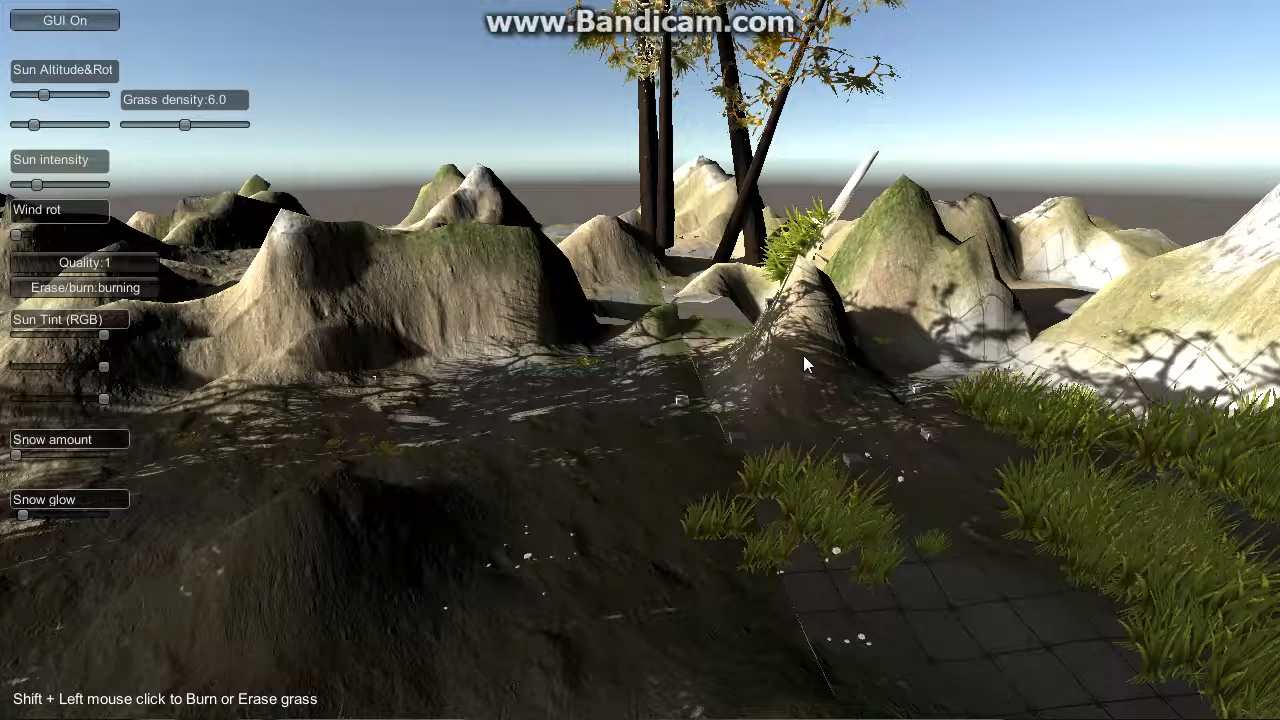 www.Bandicam.com
GUI On
Sun Altitude&Rot
Grass density:6.0
Sun intensity
Wind rot
Quality:1
Erase/burn:burning
Sun Tint (RGB)
Snow amount
Snow glow
Shift + Left mouse click to Burn or Erase grass